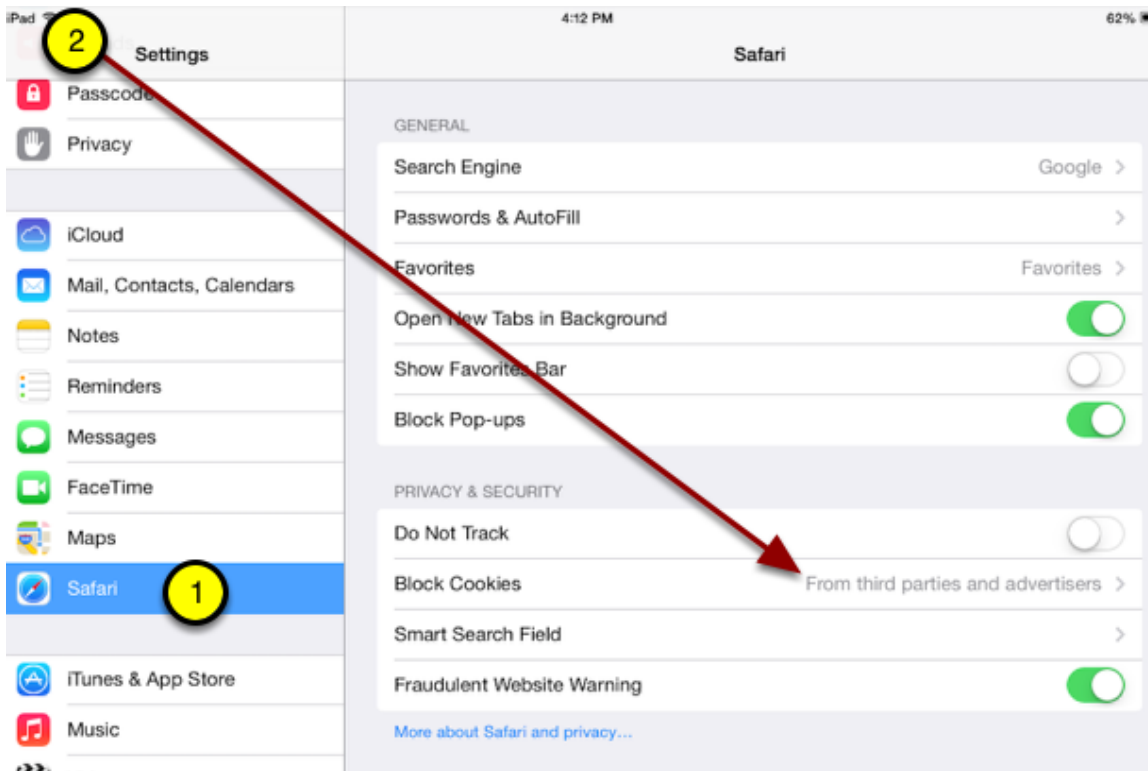 iPad 4:12 PM 62%
2
Settings
Safari
Passcode
Privacy
iCloud
Mail, Contacts, Calendars
Notes
Reminders
Messages
FaceTime
Maps
Safari 1
iTunes & App Store
Music
GENERAL
Search Engine Google >
Passwords & AutoFill >
Favorites Favorites >
Open New Tabs in Background
Show Favorites Bar
Block Pop-ups
PRIVACY & SECURITY
Do Not Track
Block Cookies From third parties and advertisers >
Smart Search Field >
Fraudulent Website Warning
More about Safari and privacy...